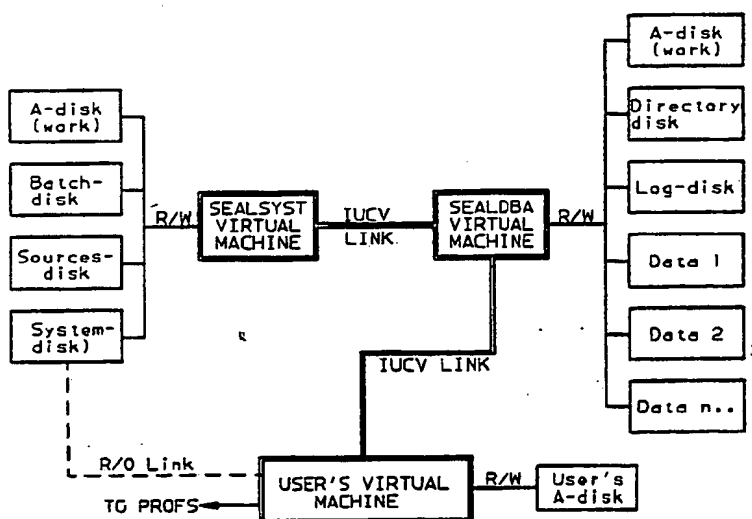 A-disk
(work)
Batch-
disk
Sources-
disk
System-
disk)
R/W
SEALSYST
VIRTUAL
MACHINE
IUCV
LINK
SEALDBA
VIRTUAL
MACHINE
R/W
A-disk
(work)
Directory
disk
Log-disk
Data 1
Data 2
Data n..
IUCV LINK
R/O Link
TO PROFS
USER'S VIRTUAL
MACHINE
R/W
User's
A-disk